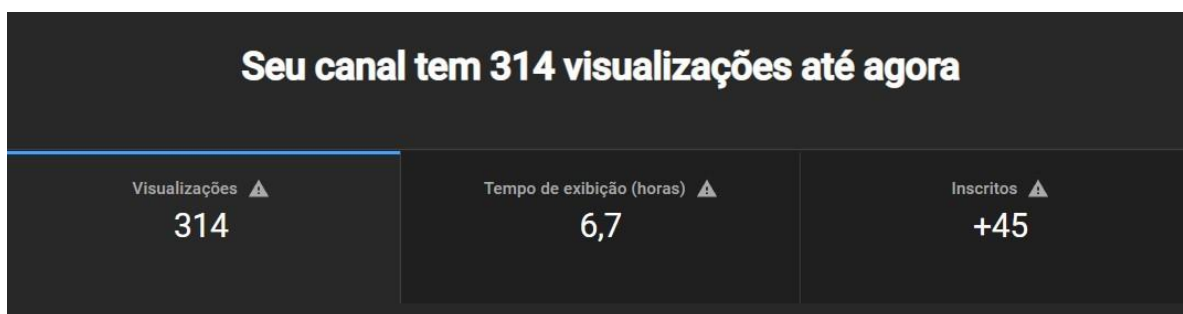 Seu canal tem 314 visualizações até agora
Visualizações
314
Tempo de exibição (horas)
6,7
Inscritos
+45